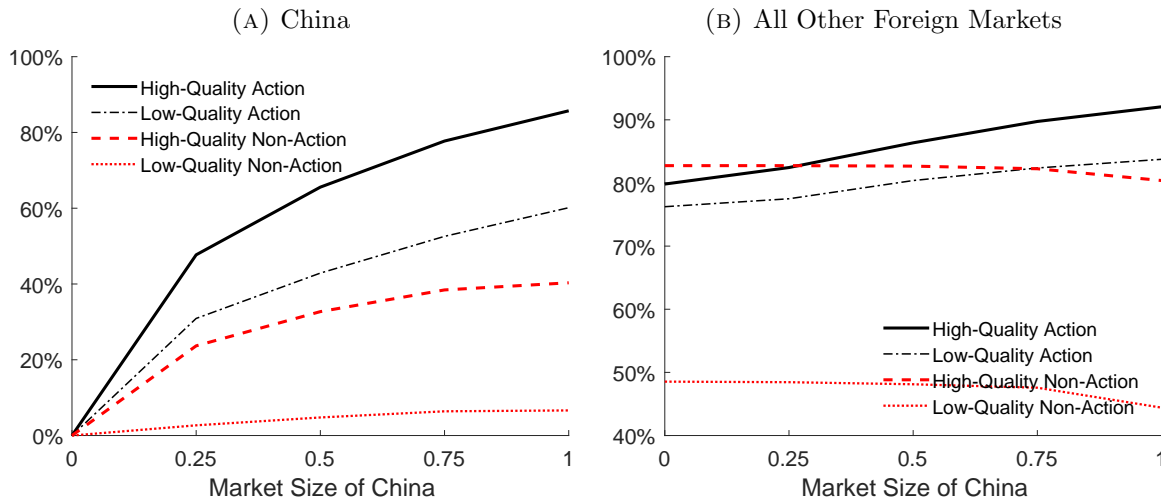 (A) China
100%
80%
60%
40%
20%
0%
High-Quality Action
Low-Quality Action
High-Quality Non-Action
Low-Quality Non-Action
0 0.25 0.5 0.75 1
Market Size of China
(B) All Other Foreign Markets
100%
90%
80%
70%
60%
50%
40%
High-Quality Action
Low-Quality Action
High-Quality Non-Action
Low-Quality Non-Action
0 0.25 0.5 0.75 1
Market Size of China